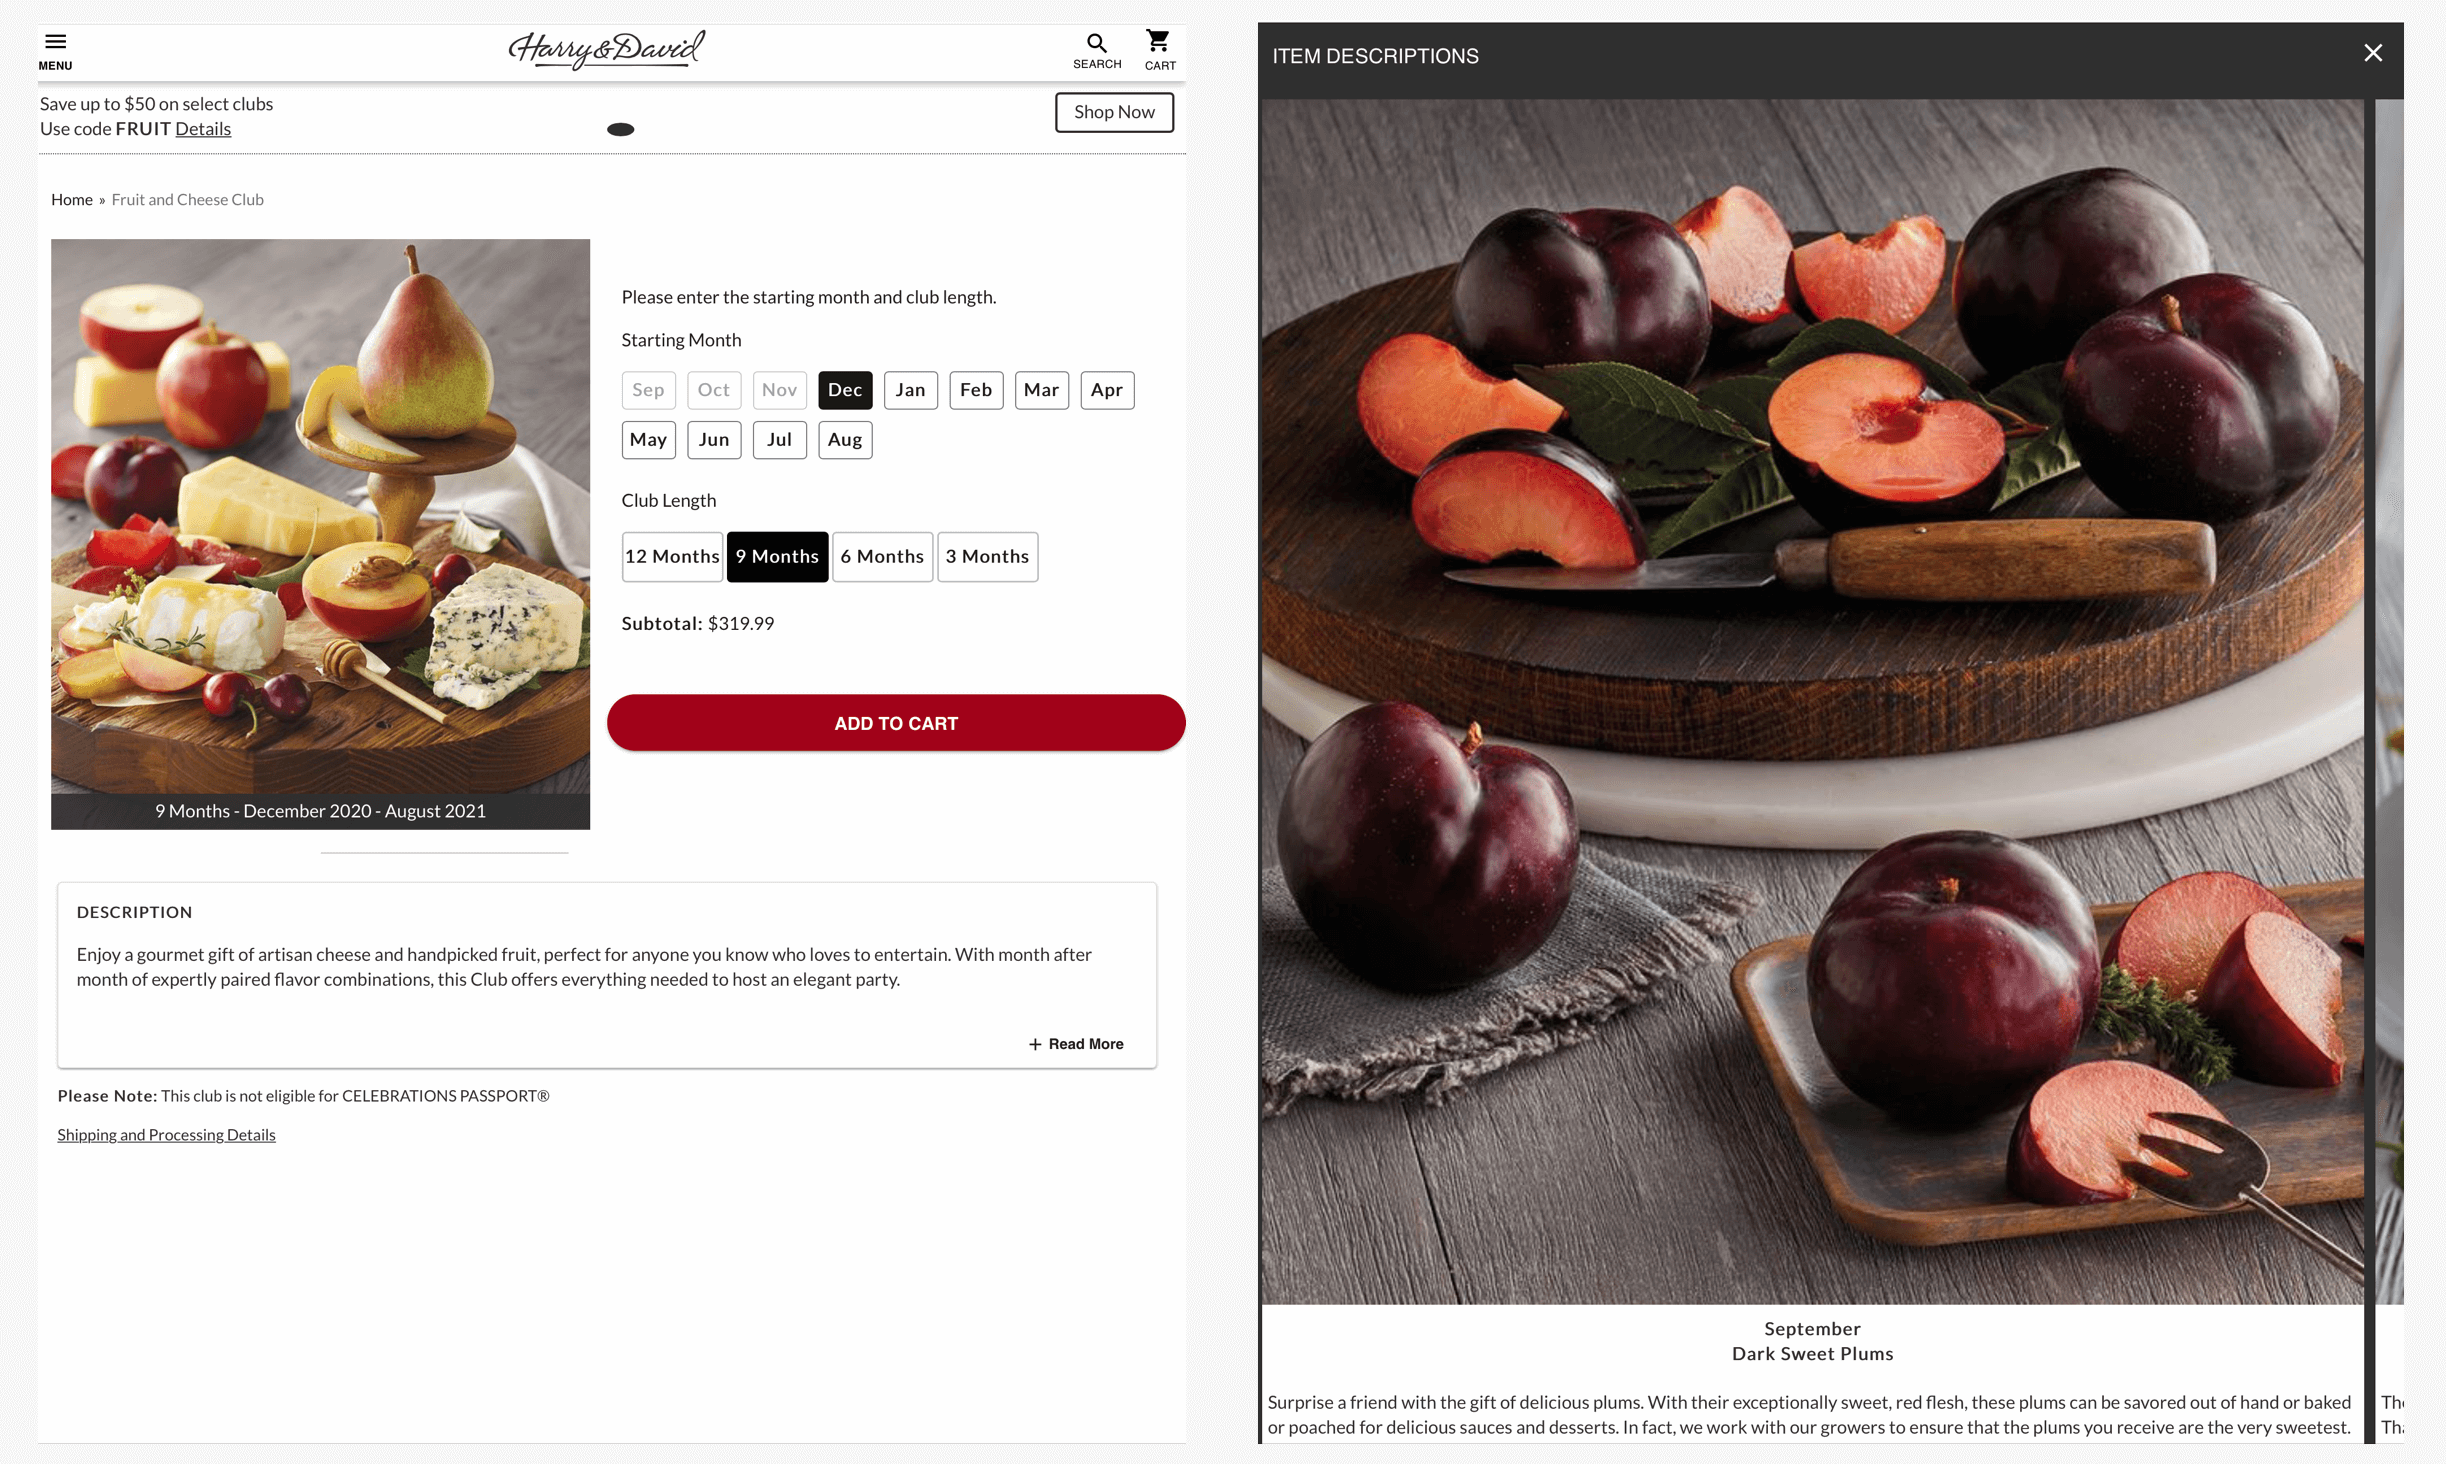 MENU
Harry & David
SEARCH
CART
Save up to $50 on select clubs
Use code FRUIT Details
Shop Now
Home » Fruit and Cheese Club
Please enter the starting month and club length.
Starting Month
Sep Oct Nov Dec Jan Feb Mar Apr
May Jun Jul Aug
Club Length
12 Months 9 Months 6 Months 3 Months
Subtotal: $319.99
ADD TO CART
9 Months - December 2020 - August 2021
DESCRIPTION
Enjoy a gourmet gift of artisan cheese and handpicked fruit, perfect for anyone you know who loves to entertain. With month after
month of expertly paired flavor combinations, this Club offers everything needed to host an elegant party.
+ Read More
Please Note: This club is not eligible for CELEBRATIONS PASSPORT®
Shipping and Processing Details
ITEM DESCRIPTIONS
September
Dark Sweet Plums
Surprise a friend with the gift of delicious plums. With their exceptionally sweet, red flesh, these plums can be savored out of hand or baked
or poached for delicious sauces and desserts. In fact, we work with our growers to ensure that the plums you receive are the very sweetest.